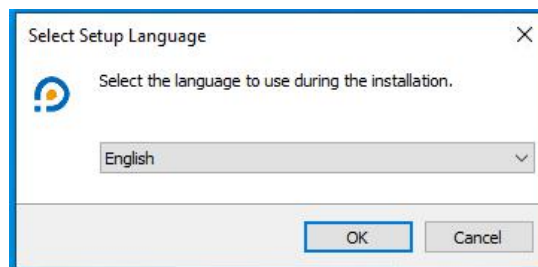 Select Setup Language
Select the language to use during the installation.
English
OK
Cancel